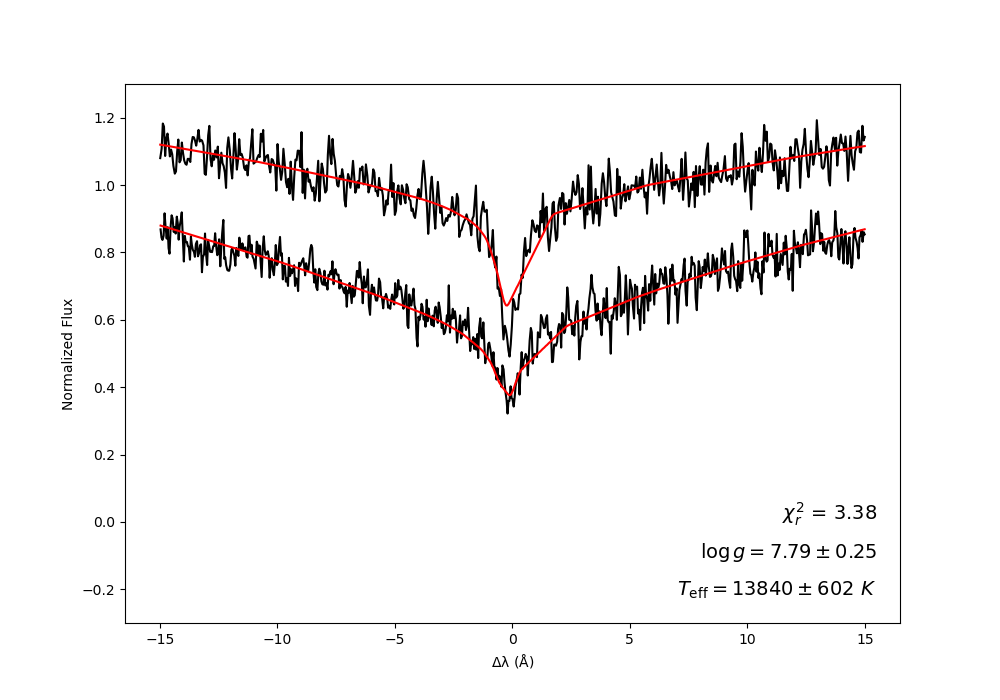 1.2
1.0
0.8
0.6
0.4
0.2
0.0
−0.2
Normalized Flux
χ²ᵣ = 3.38
log g = 7.79 ± 0.25
T_eff = 13840 ± 602 K
−15 −10 −5 0 5 10 15
Δλ (Å)